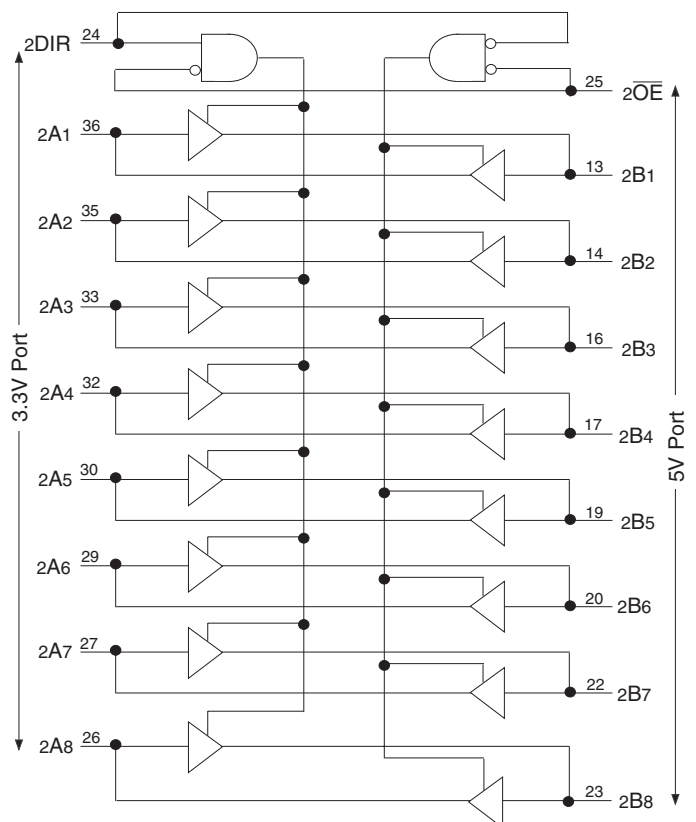 2DIR 24
25 2OE
2A1 36
13 2B1
2A2 35
14 2B2
2A3 33
16 2B3
2A4 32
17 2B4
2A5 30
19 2B5
2A6 29
20 2B6
2A7 27
22 2B7
2A8 26
23 2B8
3.3V Port
5V Port